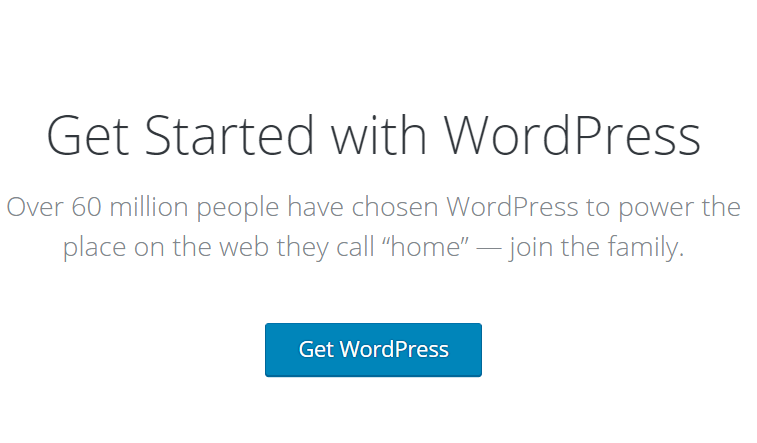 Get Started with WordPress
Over 60 million people have chosen WordPress to power the
place on the web they call “home” — join the family.
Get WordPress